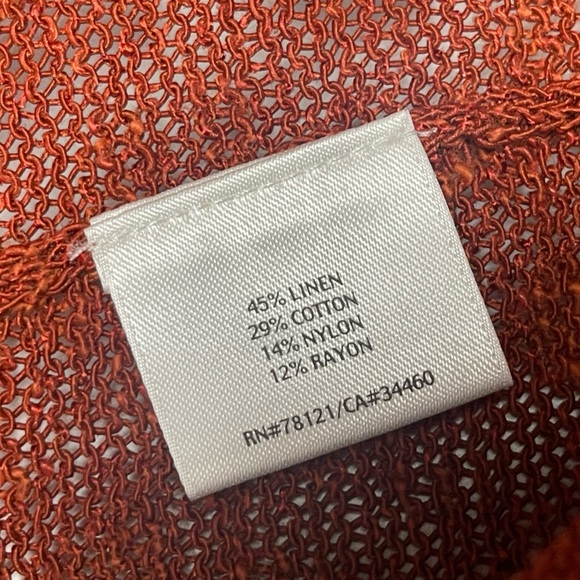 45% LINEN
29% COTTON
14% NYLON
12% RAYON
RN#78121/CA#34460